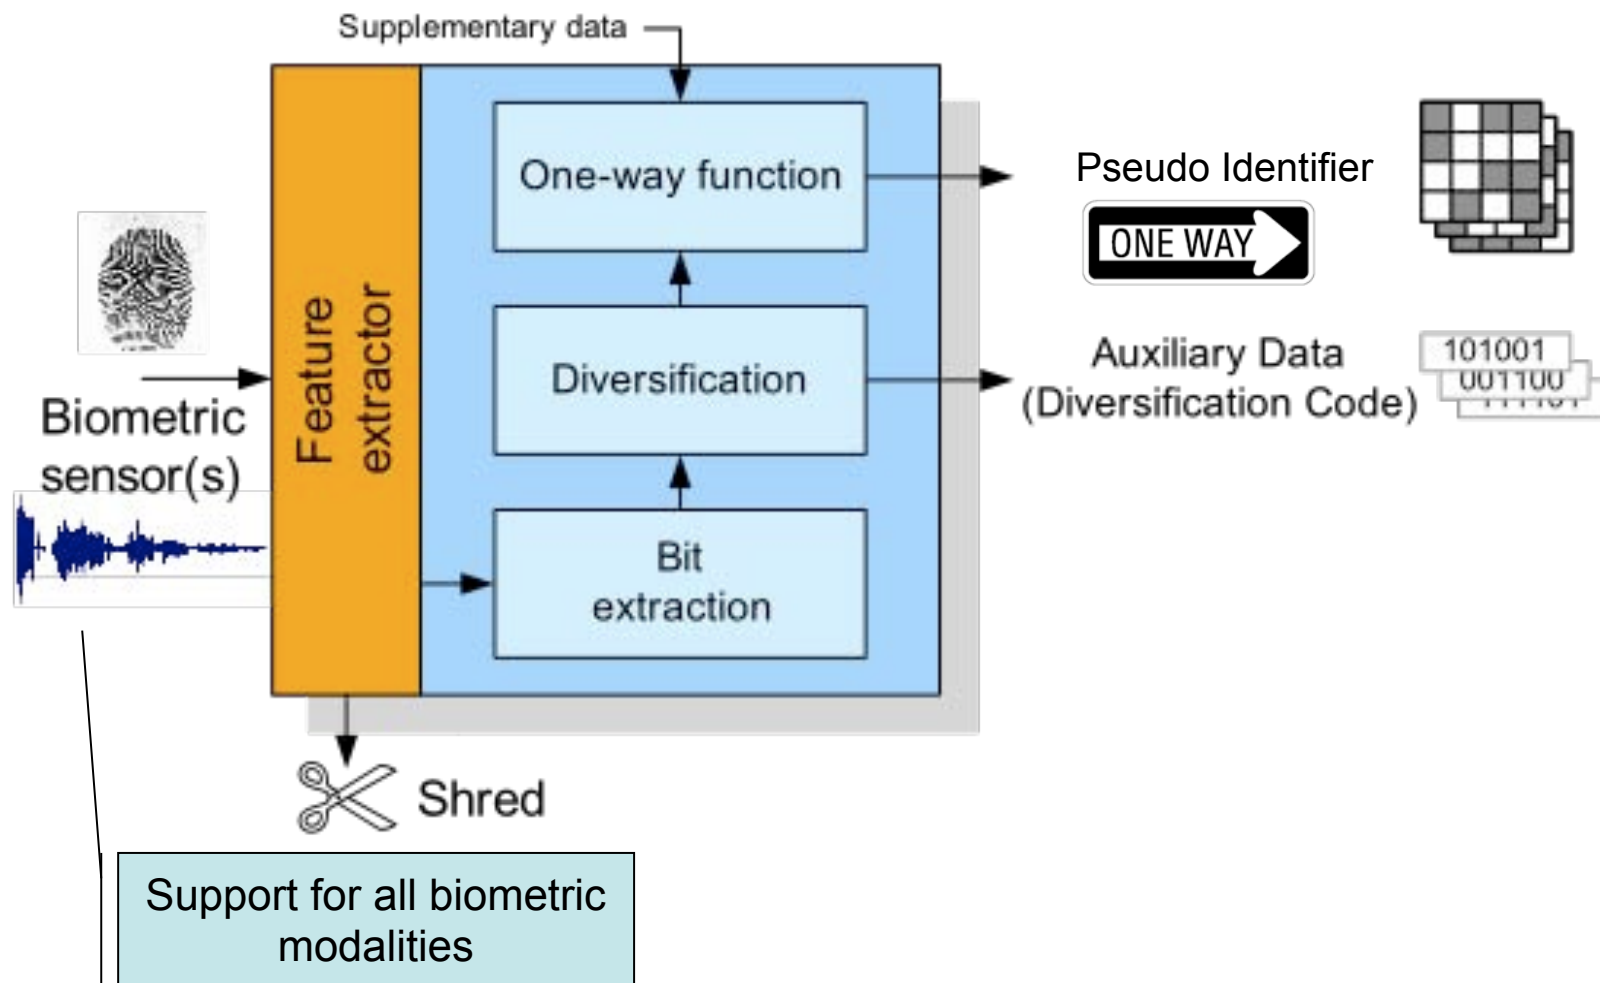 Supplementary data
One-way function
Pseudo Identifier
ONE WAY
Feature
extractor
Diversification
Auxiliary Data
(Diversification Code)
101001
001100
Biometric
sensor(s)
Bit
extraction
Shred
Support for all biometric
modalities